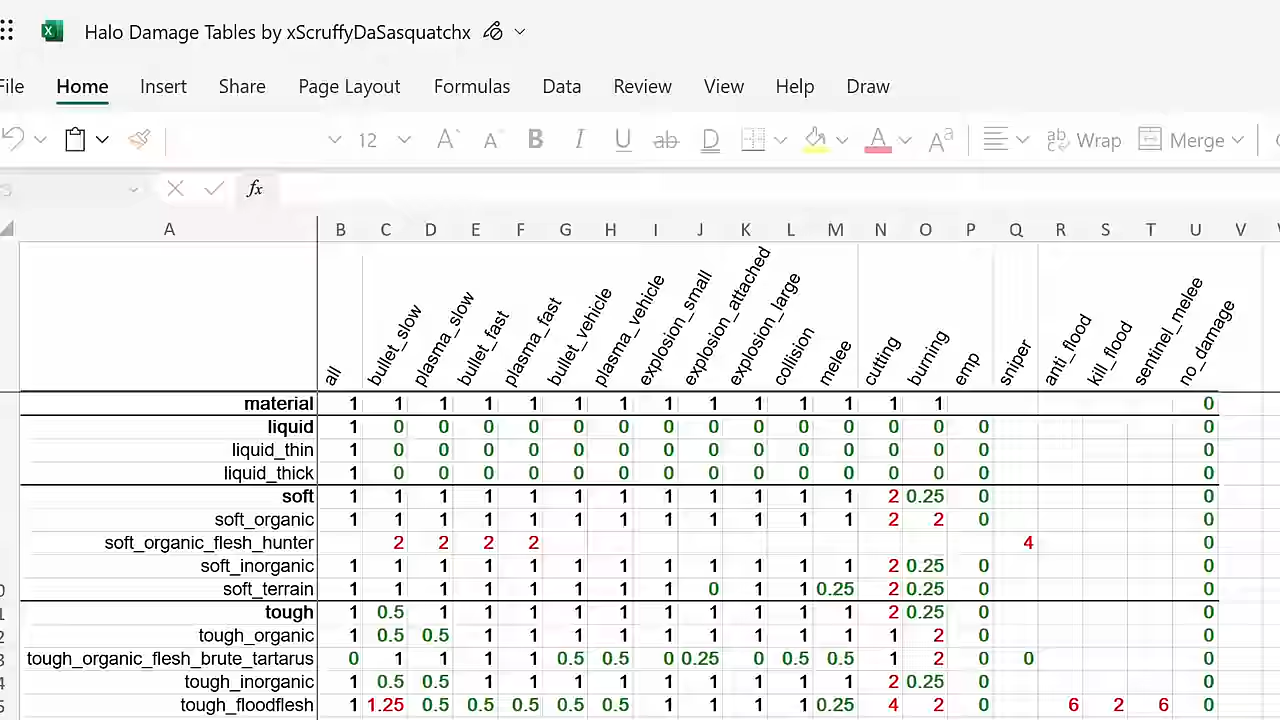 Halo Damage Tables by xScruffyDaSasquatchx
File Home Insert Share Page Layout Formulas Data Review View Help Draw
12 A A B I U ab D A Aa ab Wrap Merge
fx
A B C D E F G H I J K L M N O P Q R S T U V
all bullet_slow plasma_slow bullet_fast plasma_fast bullet_vehicle plasma_vehicle explosion_small explosion_attached explosion_large collision melee cutting burning emp sniper anti_flood kill_flood sentinel_melee no_damage
material 1 1 1 1 1 1 1 1 1 1 1 1 1 1 0
liquid 1 0 0 0 0 0 0 0 0 0 0 0 0 0 0 0
liquid_thin 1 0 0 0 0 0 0 0 0 0 0 0 0 0 0 0
liquid_thick 1 0 0 0 0 0 0 0 0 0 0 0 0 0 0 0
soft 1 1 1 1 1 1 1 1 1 1 1 1 2 0.25 0 0
soft_organic 1 1 1 1 1 1 1 1 1 1 1 1 2 2 0 0
soft_organic_flesh_hunter 2 2 2 2 4 0
soft_inorganic 1 1 1 1 1 1 1 1 1 1 1 1 2 0.25 0 0
0 soft_terrain 1 1 1 1 1 1 1 1 0 1 1 0.25 2 0.25 0 0
1 tough 1 0.5 1 1 1 1 1 1 1 1 1 1 2 0.25 0 0
2 tough_organic 1 0.5 0.5 1 1 1 1 1 1 1 1 1 1 2 0 0
3 tough_organic_flesh_brute_tartarus 0 1 1 1 1 0.5 0.5 0 0.25 0 0.5 0.5 1 2 0 0 0
4 tough_inorganic 1 0.5 0.5 1 1 1 1 1 1 1 1 1 2 0.25 0 0
5 tough_floodflesh 1 1.25 0.5 0.5 0.5 0.5 0.5 1 1 1 1 0.25 4 2 0 6 2 6 0